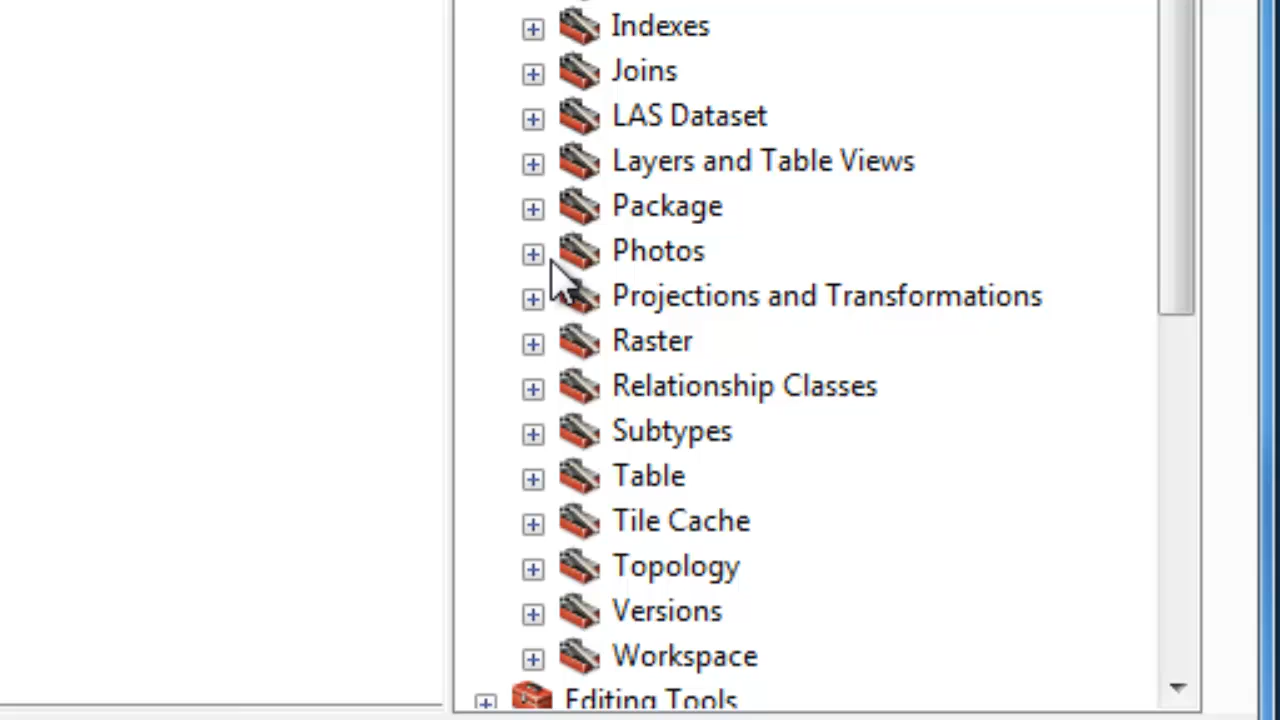 Indexes
Joins
LAS Dataset
Layers and Table Views
Package
Photos
Projections and Transformations
Raster
Relationship Classes
Subtypes
Table
Tile Cache
Topology
Versions
Workspace
Editing Tools